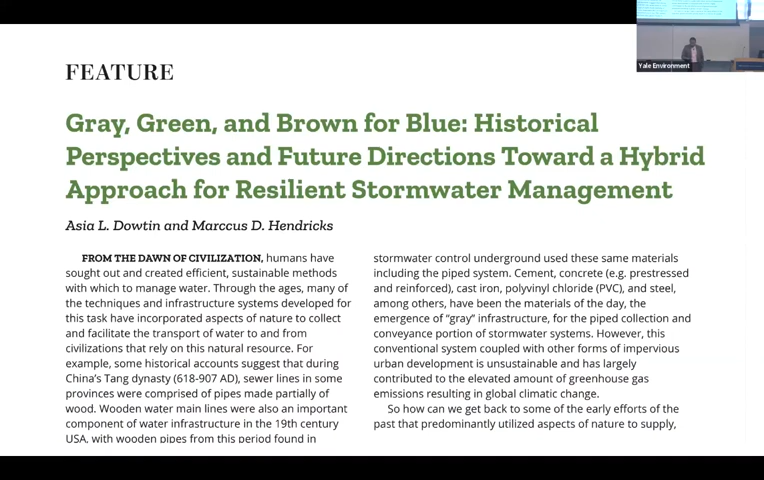 FEATURE
Gray, Green, and Brown for Blue: Historical
Perspectives and Future Directions Toward a Hybrid
Approach for Resilient Stormwater Management
Asia L. Dowtin and Marccus D. Hendricks
FROM THE DAWN OF CIVILIZATION, humans have
sought out and created efficient, sustainable methods
with which to manage water. Through the ages, many of
the techniques and infrastructure systems developed for
this task have incorporated aspects of nature to collect
and facilitate the transport of water to and from
civilizations that rely on this natural resource. For
example, some historical accounts suggest that during
China's Tang dynasty (618-907 AD), sewer lines in some
provinces were comprised of pipes made partially of
wood. Wooden water main lines were also an important
component of water infrastructure in the 19th century
USA, with wooden pipes from this period found in
stormwater control underground used these same materials
including the piped system. Cement, concrete (e.g. prestressed
and reinforced), cast iron, polyvinyl chloride (PVC), and steel,
among others, have been the materials of the day, the
emergence of "gray" infrastructure, for the piped collection and
conveyance portion of stormwater systems. However, this
conventional system coupled with other forms of impervious
urban development is unsustainable and has largely
contributed to the elevated amount of greenhouse gas
emissions resulting in global climatic change.
So how can we get back to some of the early efforts of the
past that predominantly utilized aspects of nature to supply,
Yale Environment